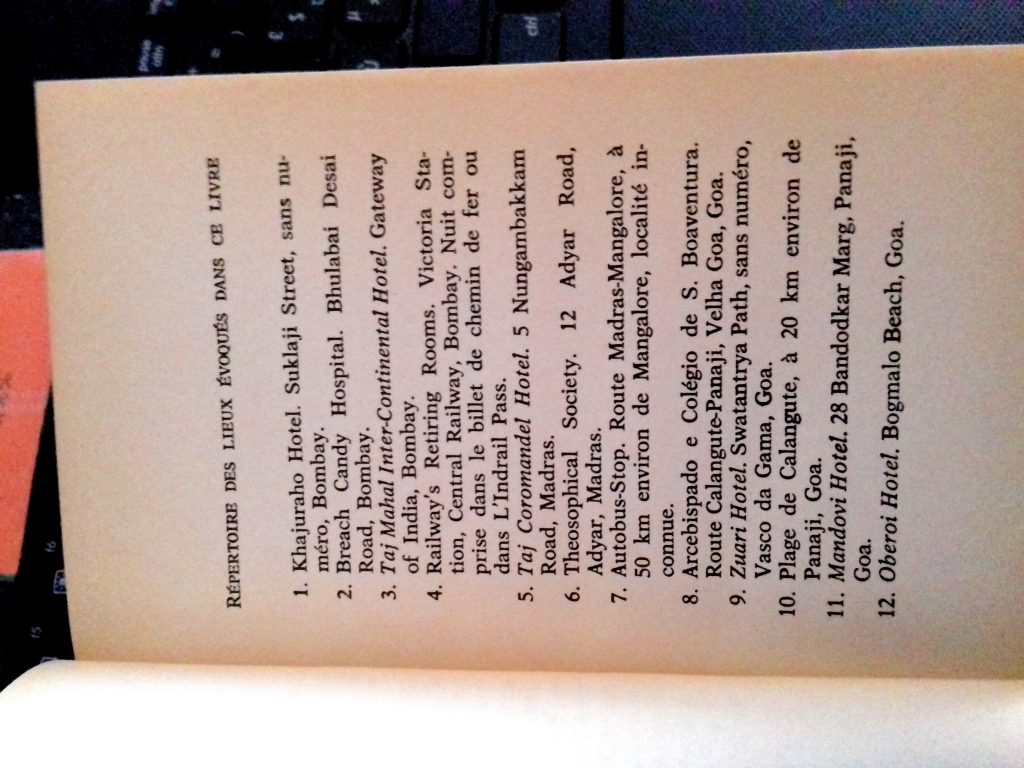 RÉPERTOIRE DES LIEUX ÉVOQUÉS DANS CE LIVRE
1. Khajuraho Hotel. Suklaji Street, sans nu-
méro, Bombay.
2. Breach Candy Hospital. Bhulabai Desai
Road, Bombay.
3. Taj Mahal Inter-Continental Hotel. Gateway
of India, Bombay.
4. Railway's Retiring Rooms. Victoria Sta-
tion, Central Railway, Bombay. Nuit com-
prise dans le billet de chemin de fer ou
dans L'Indrail Pass.
5. Taj Coromandel Hotel. 5 Nungambakkam
Road, Madras.
6. Theosophical Society. 12 Adyar Road,
Adyar, Madras.
7. Autobus-Stop. Route Madras-Mangalore, à
50 km environ de Mangalore, localité in-
connue.
8. Arcebispado e Colégio de S. Boaventura.
Route Calangute-Panaji, Velha Goa, Goa.
9. Zuari Hotel. Swatantrya Path, sans numéro,
Vasco da Gama, Goa.
10. Plage de Calangute, à 20 km environ de
Panaji, Goa.
11. Mandovi Hotel. 28 Bandodkar Marg, Panaji,
Goa.
12. Oberoi Hotel. Bogmalo Beach, Goa.
f5
f6
ctrl